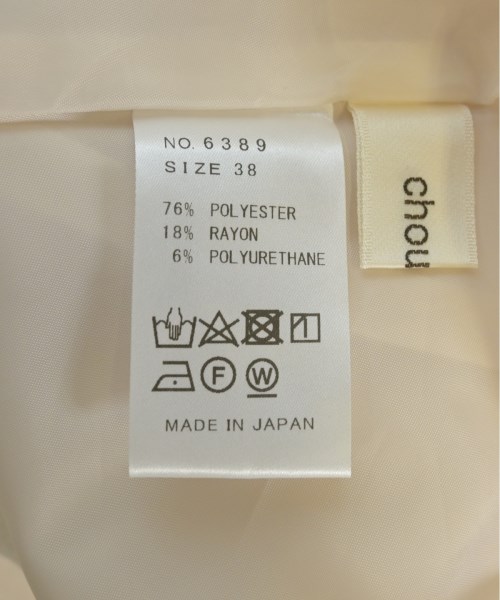 NO. 6389
SIZE 38
76% POLYESTER
18% RAYON
6% POLYURETHANE
F W
MADE IN JAPAN
chou